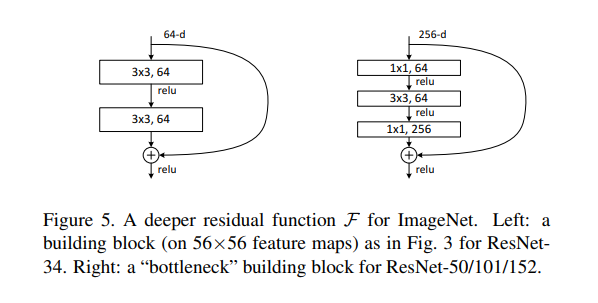 64-d
3x3, 64
relu
3x3, 64
+
relu
256-d
1x1, 64
relu
3x3, 64
relu
1x1, 256
+
relu
Figure 5. A deeper residual function F for ImageNet. Left: a
building block (on 56×56 feature maps) as in Fig. 3 for ResNet-
34. Right: a “bottleneck” building block for ResNet-50/101/152.